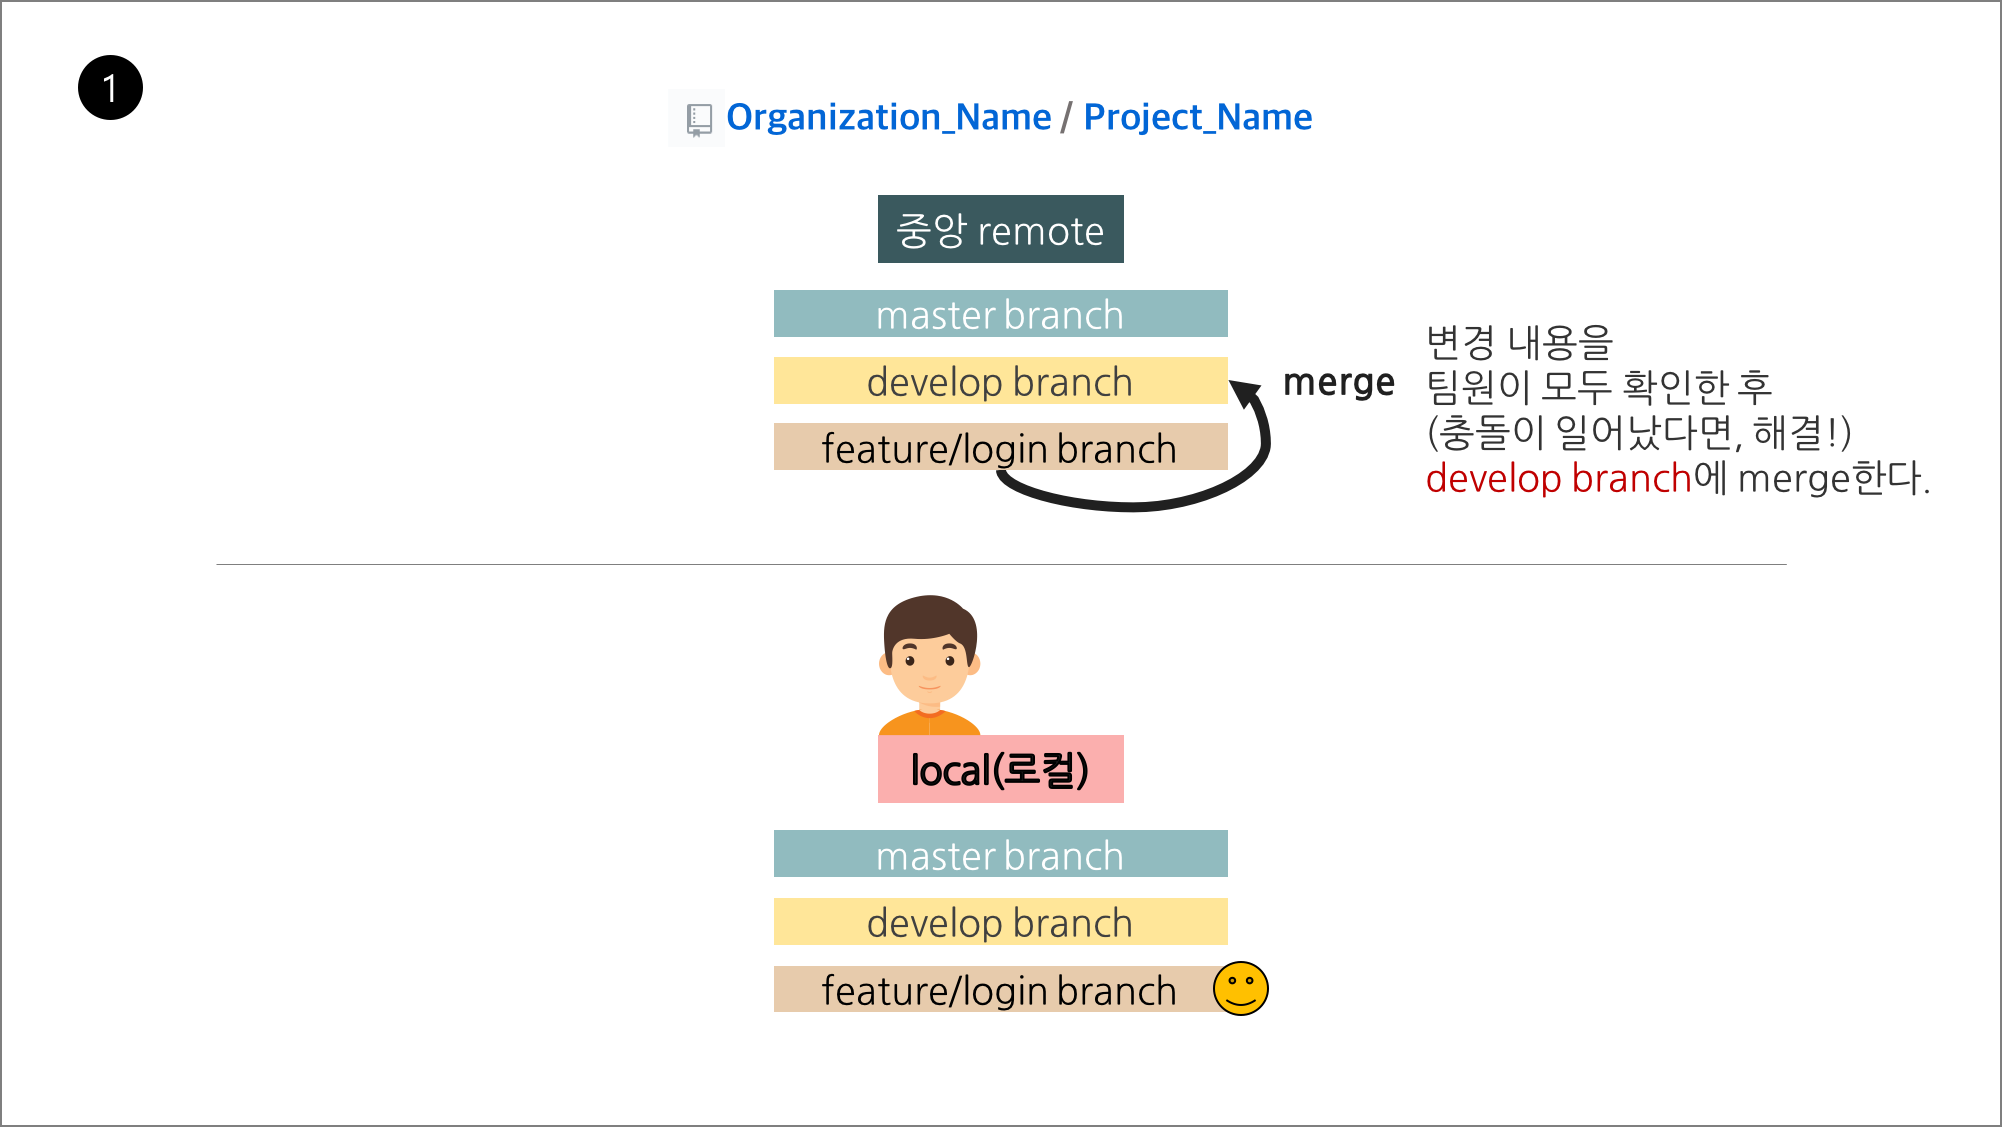 1
Organization_Name / Project_Name
중앙 remote
master branch
develop branch
feature/login branch
merge
변경 내용을
팀원이 모두 확인한 후
(충돌이 일어났다면, 해결!)
develop branch에 merge한다.
local(로컬)
master branch
develop branch
feature/login branch